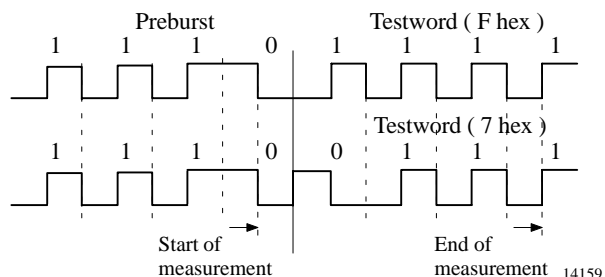 Preburst Testword ( F hex )
1 1 1 0 1 1 1 1
Testword ( 7 hex )
1 1 1 0 0 1 1 1
Start of measurement
End of measurement
14159